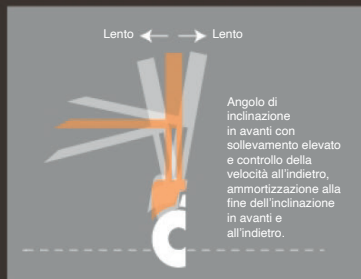 Lento Lento
Angolo di
inclinazione
in avanti con
sollevamento elevato
e controllo della
velocità all'indietro,
ammortizzazione alla
fine dell'inclinazione
in avanti e
all'indietro.